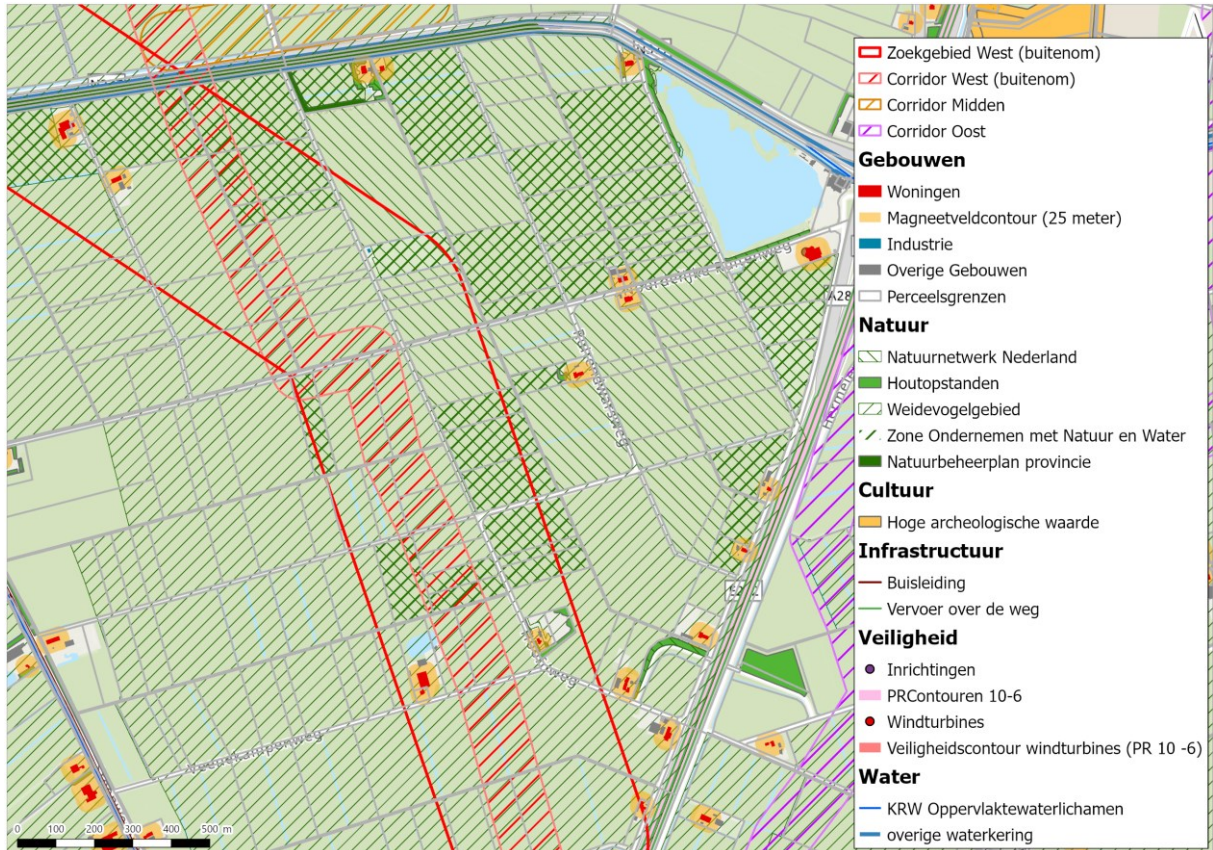 Zoekgebied West (buitenom)
Corridor West (buitenom)
Corridor Midden
Corridor Oost
Gebouwen
Woningen
Magneetveldcontour (25 meter)
Industrie
Overige Gebouwen
Perceelsgrenzen
Natuur
Natuurnetwerk Nederland
Houtopstanden
Weidevogelgebied
Zone Ondernemen met Natuur en Water
Natuurbeheerplan provincie
Cultuur
Hoge archeologische waarde
Infrastructuur
Buisleiding
Vervoer over de weg
Veiligheid
Inrichtingen
PRContouren 10-6
Windturbines
Veiligheidscontour windturbines (PR 10 -6)
Water
KRW Oppervlaktewaterlichamen
overige waterkering
A28
Veenekamperweg
0 100 200 300 400 500 m